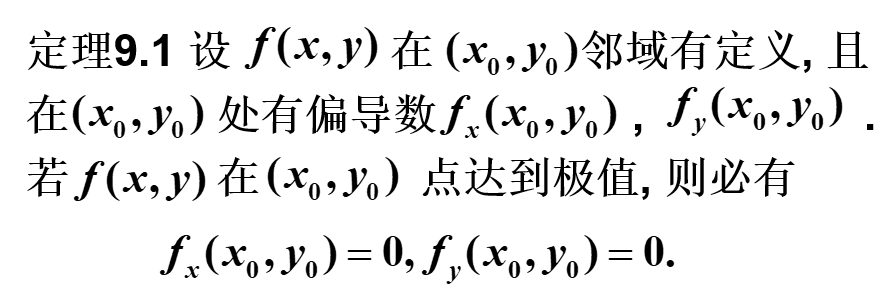 定理9.1 设 f(x,y) 在 (x₀,y₀)邻域有定义, 且
在(x₀,y₀) 处有偏导数fₓ(x₀,y₀) , f_y(x₀,y₀) .
若 f(x,y) 在(x₀,y₀) 点达到极值, 则必有
fₓ(x₀,y₀) = 0, f_y(x₀,y₀) = 0.